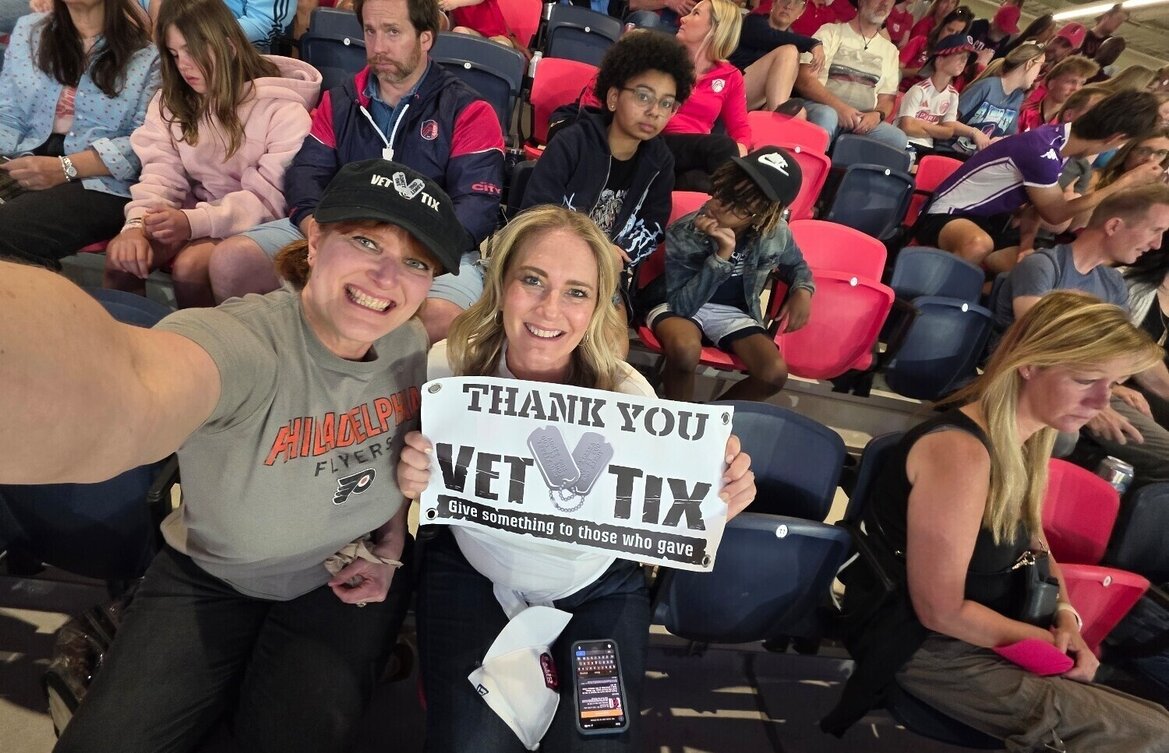 VET TIX
PHILADELPHIA
FLYERS
CITY
THANK YOU
VET TIX
Give something to those who gave